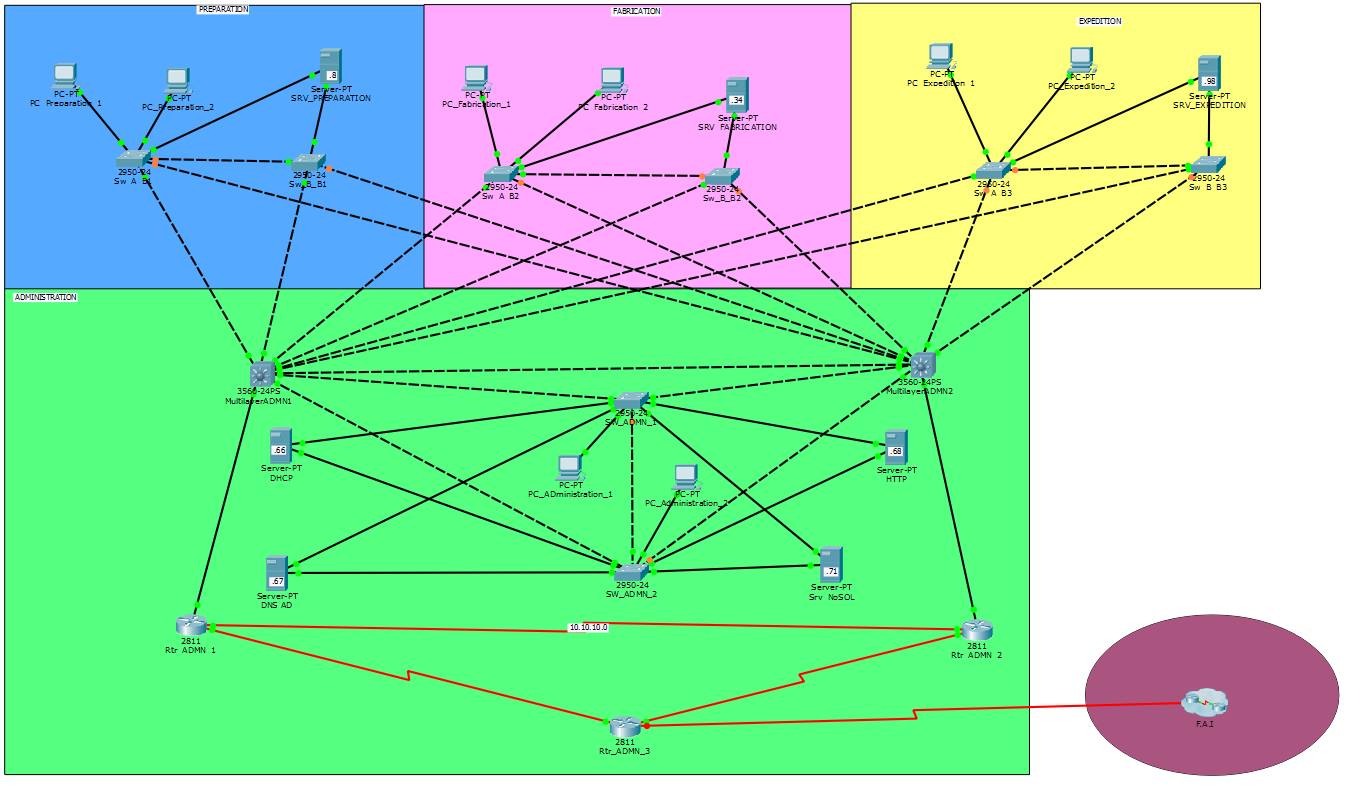 PREPARATION
FABRICATION
EXPEDITION
PC-PT
PC_Preparation_1
PC-PT
PC_Preparation_2
.8
Server-PT
SRV_PREPARATION
2950-24
Sw_A_B1
2950-24
Sw_B_B1
PC-PT
PC_Fabrication_1
PC-PT
PC_Fabrication_2
.34
Server-PT
SRV_FABRICATION
2950-24
Sw_A_B2
2950-24
Sw_B_B2
PC-PT
PC_Expedition_1
PC-PT
PC_Expedition_2
.98
Server-PT
SRV_EXPEDITION
2950-24
Sw_A_B3
2950-24
Sw_B_B3
ADMINISTRATION
3560-24PS
MultilayerADMN1
3560-24PS
MultilayerADMN2
2950-24
SW_ADMN_1
.66
Server-PT
DHCP
PC-PT
PC_ADministration_1
PC-PT
PC_Administration_2
.68
Server-PT
HTTP
.67
Server-PT
DNS AD
2950-24
SW_ADMN_2
.71
Server-PT
Srv_NoSOL
2811
Rtr_ADMN_1
10.10.10.0
2811
Rtr_ADMN_2
2811
Rtr_ADMN_3
F.A.I